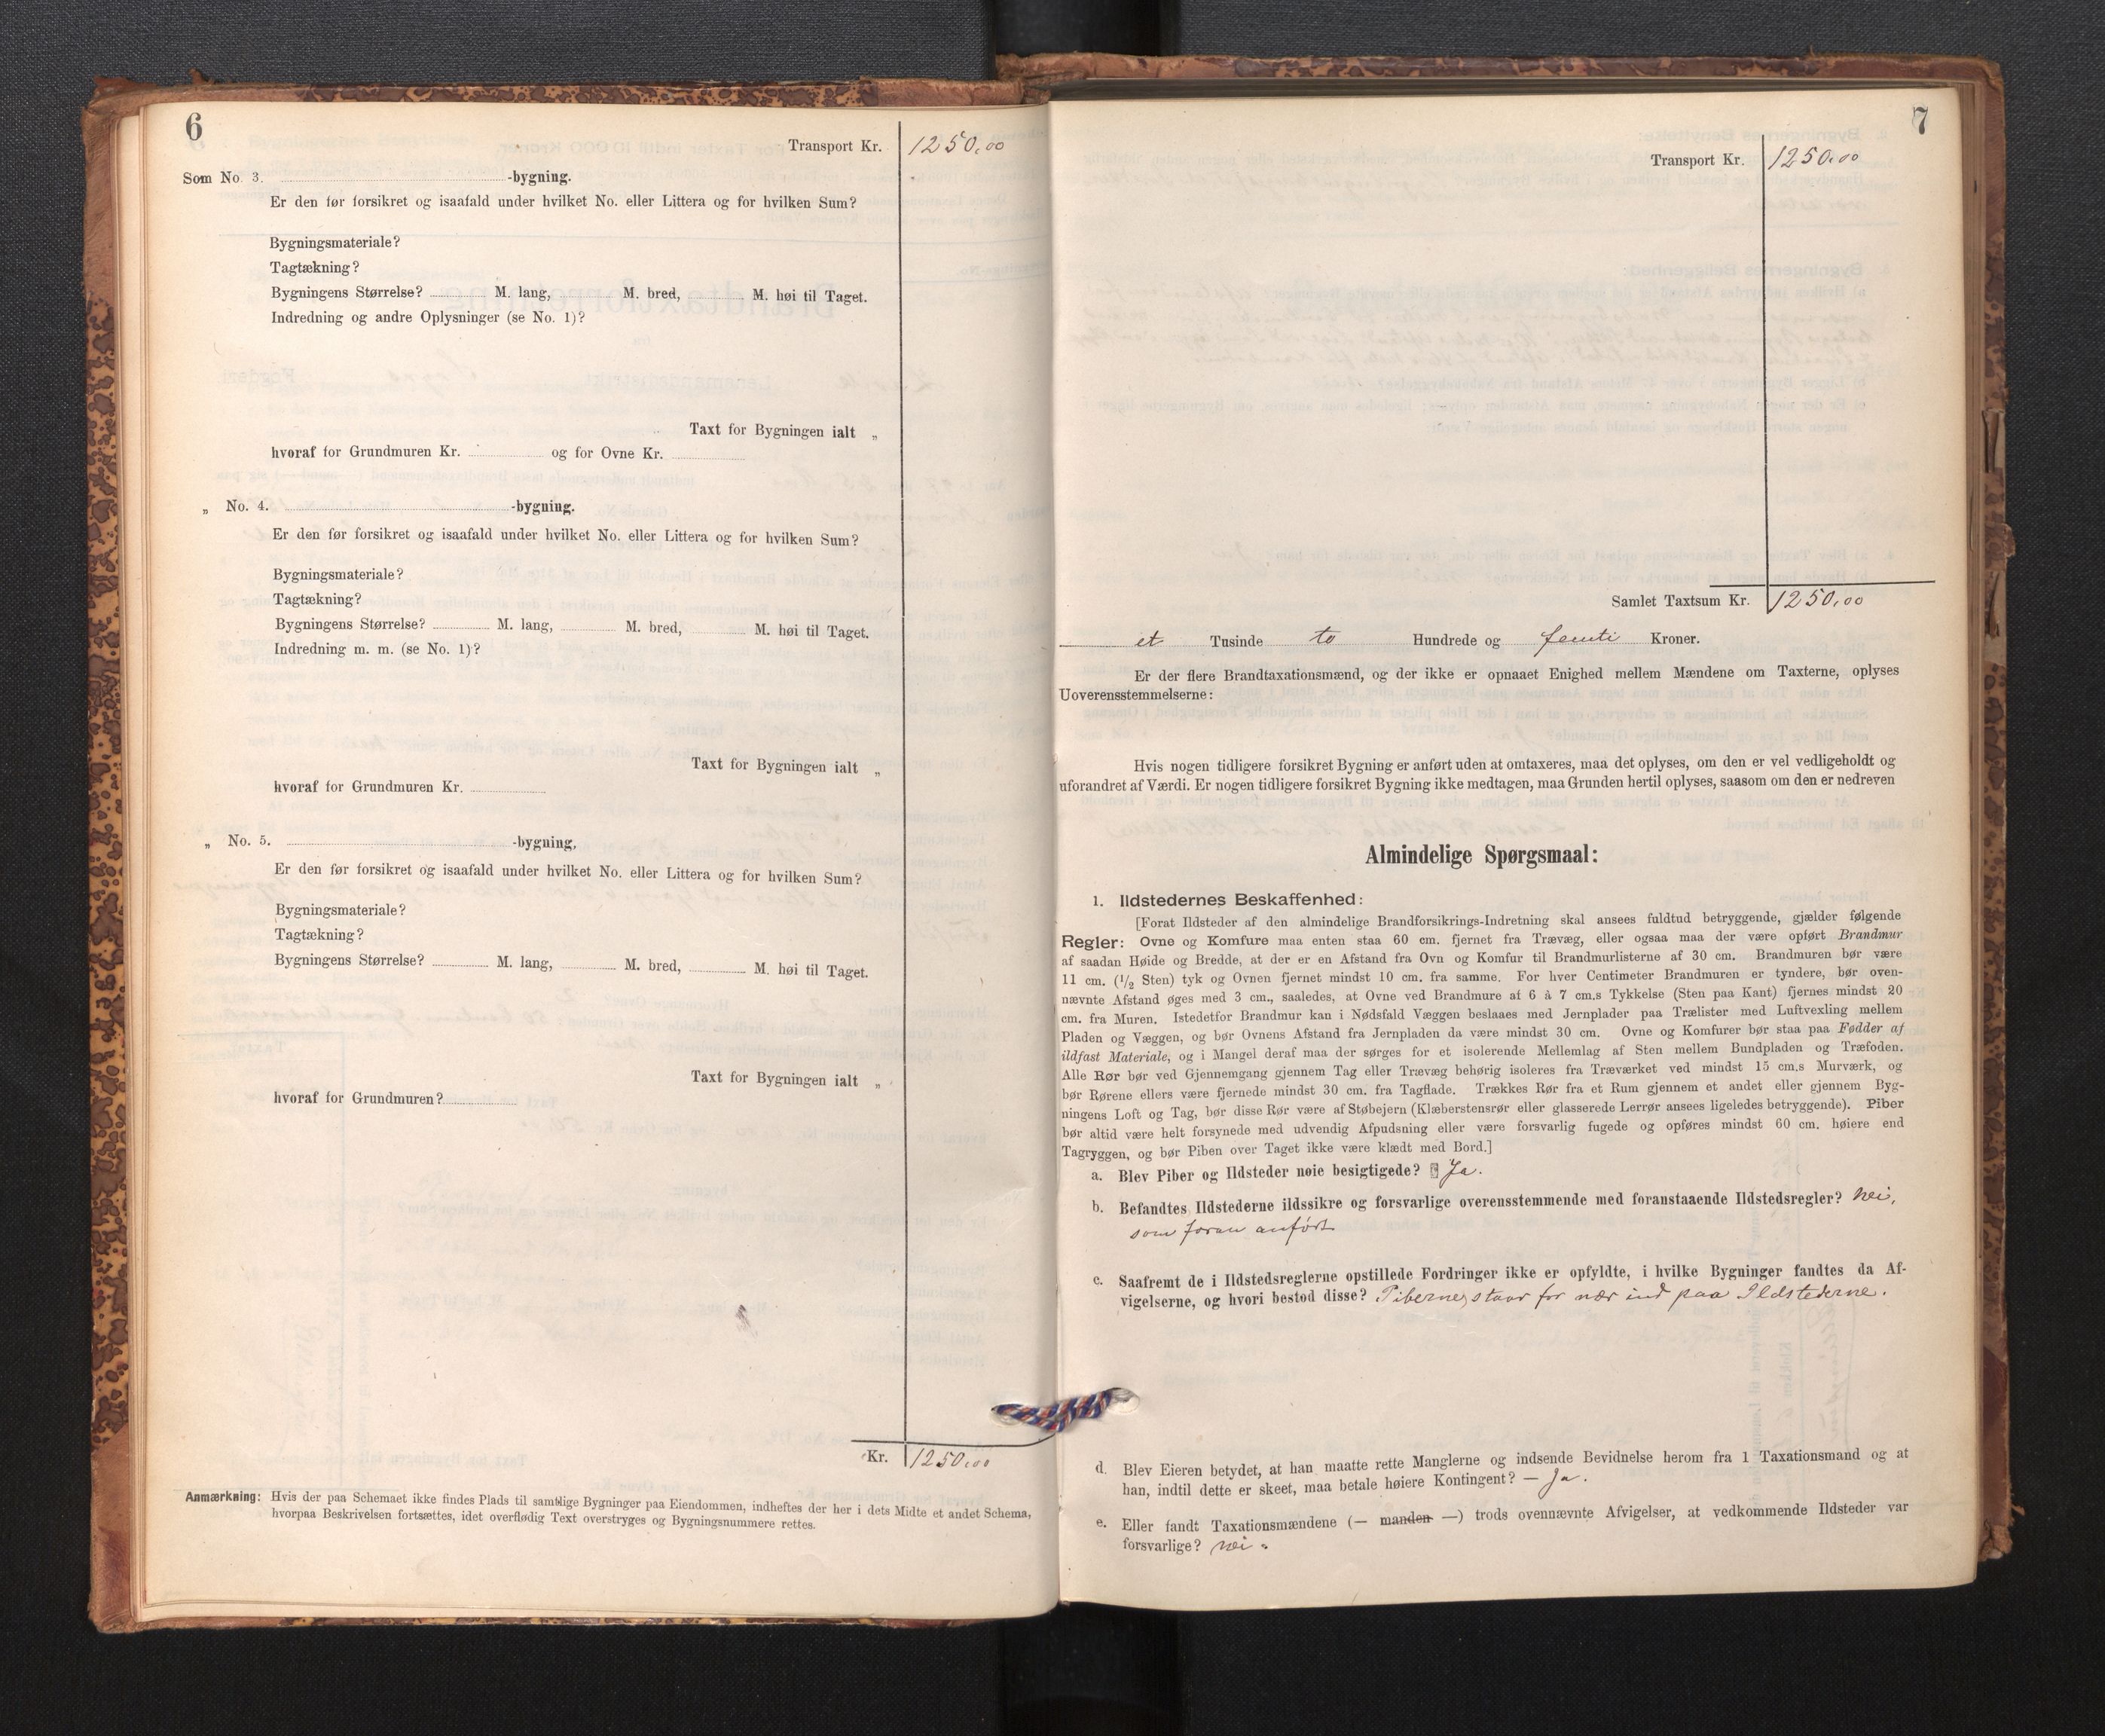 6
Transport Kr. 1250,00
Som No. 3. -bygning.
Er den før forsikret og isaafald under hvilket No. eller Littera og for hvilken Sum?
Bygningsmateriale?
Tagtækning?
Bygningens Størrelse? M. lang, M. bred, M. høi til Taget.
Indredning og andre Oplysninger (se No. 1)?
Taxt for Bygningen ialt „
hvoraf for Grundmuren Kr. og for Ovne Kr.
„ No. 4. -bygning.
Er den før forsikret og isaafald under hvilket No. eller Littera og for hvilken Sum?
Bygningsmateriale?
Tagtækning?
Bygningens Størrelse? M. lang, M. bred, M. høi til Taget.
Indredning m. m. (se No. 1)?
Taxt for Bygningen ialt „
hvoraf for Grundmuren Kr.
„ No. 5. -bygning,
Er den før forsikret og isaafald under hvilket No. eller Littera og for hvilken Sum?
Bygningsmateriale?
Tagtækning?
Bygningens Størrelse? M. lang, M. bred, M. høi til Taget.
Taxt for Bygningen ialt „
hvoraf for Grundmuren?
Kr. 1250,00
Anmærkning: Hvis der paa Schemaet ikke findes Plads til samtlige Bygninger paa Eiendommen, indheftes der her i dets Midte et andet Schema,
hvorpaa Beskrivelsen fortsættes, idet overflødig Text overstryges og Bygningsnummere rettes.
7
Transport Kr. 1250,00
Samlet Taxtsum Kr. 1250,00
et Tusinde to Hundrede og femti Kroner.
Er der flere Brandtaxationsmænd, og der ikke er opnaaet Enighed mellem Mændene om Taxterne, oplyses
Uoverensstemmelserne:
Hvis nogen tidligere forsikret Bygning er anført uden at omtaxeres, maa det oplyses, om den er vel vedligeholdt og
uforandret af Værdi. Er nogen tidligere forsikret Bygning ikke medtagen, maa Grunden hertil oplyses, saasom om den er nedreven
Almindelige Spørgsmaal:
1. Ildstedernes Beskaffenhed:
[Forat Ildsteder af den almindelige Brandforsikrings-Indretning skal ansees fuldtud betryggende, gjælder følgende
Regler: Ovne og Komfure maa enten staa 60 cm. fjernet fra Trævæg, eller ogsaa maa der være opført Brandmur
af saadan Høide og Bredde, at der er en Afstand fra Ovn og Komfur til Brandmurlisterne af 30 cm. Brandmuren bør være
11 cm. (1/2 Sten) tyk og Ovnen fjernet mindst 10 cm. fra samme. For hver Centimeter Brandmuren er tyndere, bør oven-
nævnte Afstand øges med 3 cm., saaledes, at Ovne ved Brandmure af 6 à 7 cm.s Tykkelse (Sten paa Kant) fjernes mindst 20
cm. fra Muren. Istedetfor Brandmur kan i Nødsfald Væggen beslaaes med Jernplader paa Trælister med Luftvexling mellem
Pladen og Væggen, og bør Ovnens Afstand fra Jernpladen da være mindst 30 cm. Ovne og Komfurer bør staa paa Fødder af
ildfast Materiale, og i Mangel deraf maa der sørges for et isolerende Mellemlag af Sten mellem Bundpladen og Træfoden.
Alle Rør bør ved Gjennemgang gjennem Tag eller Trævæg behørig isoleres fra Træværket ved mindst 15 cm.s Murværk, og
bør Rørene ellers være fjernede mindst 30 cm. fra Tagflade. Trækkes Rør fra et Rum gjennem et andet eller gjennem Byg-
ningens Loft og Tag, bør disse Rør være af Støbejern (Klæberstensrør eller glasserede Lerrør ansees ligeledes betryggende). Piber
bør altid være helt forsynede med udvendig Afpudsning eller være forsvarlig fugede og opføres mindst 60 cm. høiere end
Tagryggen, og bør Piben over Taget ikke være klædt med Bord.]
a. Blev Piber og Ildsteder nøie besigtigede? Ja.
b. Befandtes Ildstederne ildssikre og forsvarlige overensstemmende med foranstaaende Ildstedsregler? Nei,
som foran anført
c. Saafremt de i Ildstedsreglerne opstillede Fordringer ikke er opfyldte, i hvilke Bygninger fandtes da Af-
vigelserne, og hvori bestod disse? Piberne, staar for nær ind paa Ildstederne.
d. Blev Eieren betydet, at han maatte rette Manglerne og indsende Bevidnelse herom fra 1 Taxationsmand og at
han, indtil dette er skeet, maa betale høiere Kontingent? — Ja.
e. Eller fandt Taxationsmændene (— manden —) trods ovennævnte Afvigelser, at vedkommende Ildsteder var
forsvarlige? nei.